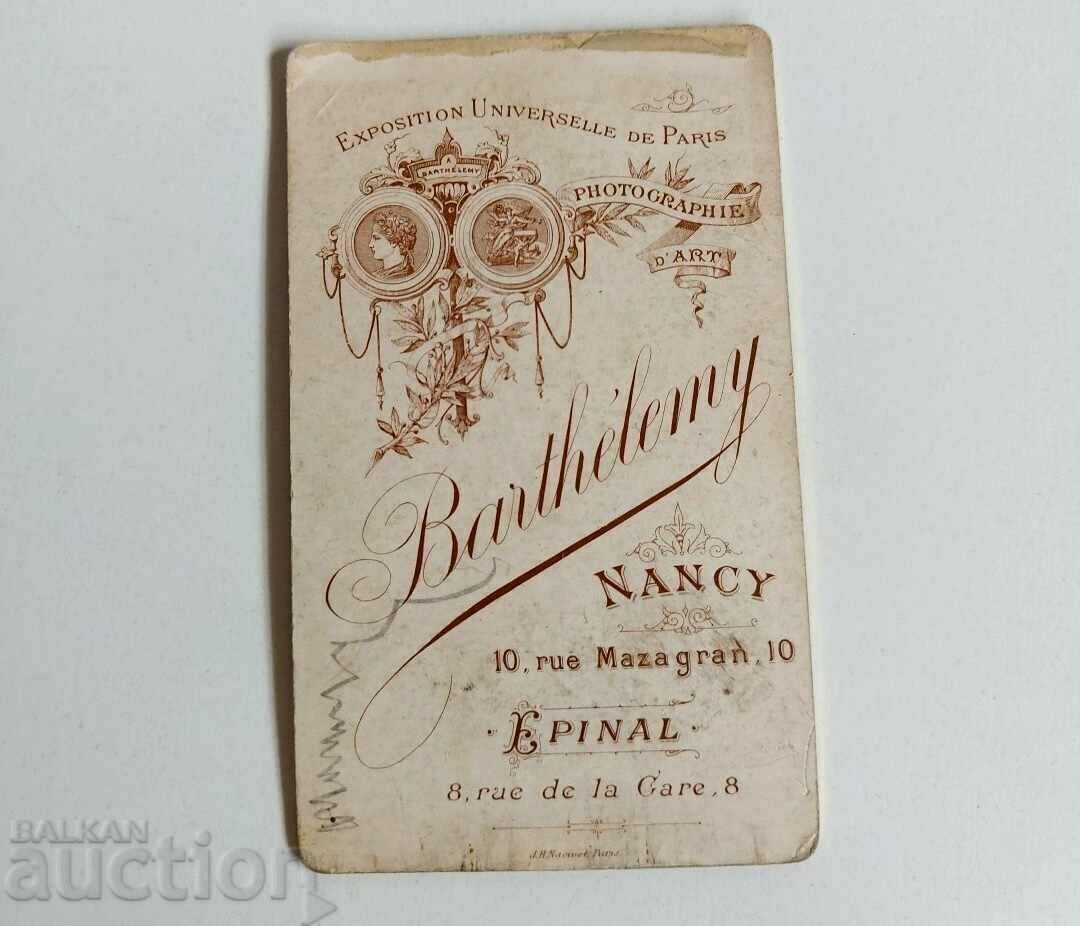 EXPOSITION UNIVERSELLE DE PARIS
A
BARTHÉLEMY
PHOTOGRAPHIE
D'ART
Barthélemy
NANCY
10, rue Mazagran, 10
EPINAL
8, rue de la Gare, 8
J.H. Paris
BALKAN
auction